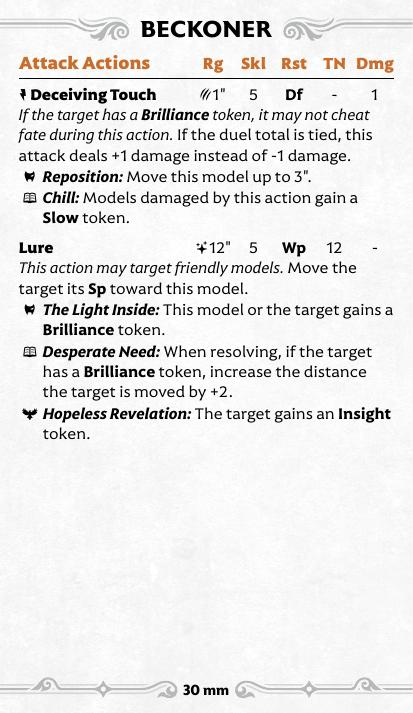 BECKONER
Attack Actions Rg Skl Rst TN Dmg
Deceiving Touch 1" 5 Df - 1
If the target has a Brilliance token, it may not cheat
fate during this action. If the duel total is tied, this
attack deals +1 damage instead of -1 damage.
Reposition: Move this model up to 3".
Chill: Models damaged by this action gain a
Slow token.
Lure 12" 5 Wp 12 -
This action may target friendly models. Move the
target its Sp toward this model.
The Light Inside: This model or the target gains a
Brilliance token.
Desperate Need: When resolving, if the target
has a Brilliance token, increase the distance
the target is moved by +2.
Hopeless Revelation: The target gains an Insight
token.
30 mm